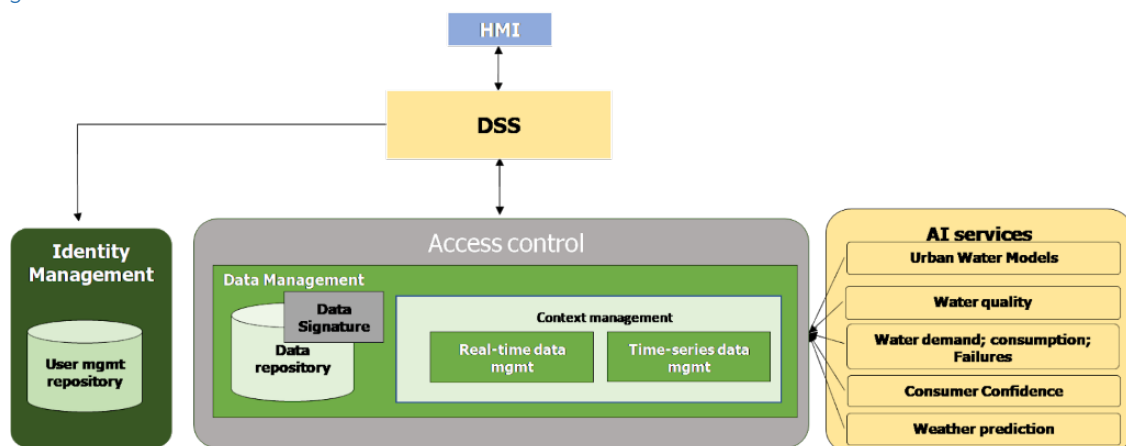 HMI
DSS
Identity
Management
User mgmt
repository
Access control
Data Management
Data
Signature
Data
repository
Context management
Real-time data
mgmt
Time-series data
mgmt
AI services
Urban Water Models
Water quality
Water demand; consumption;
Failures
Consumer Confidence
Weather prediction